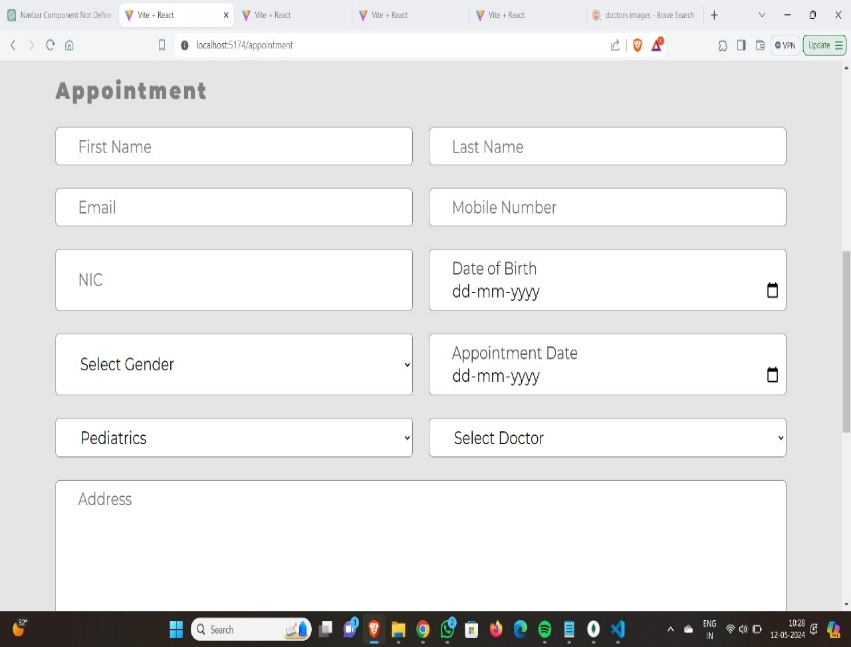 Navbar Component Not Define
Vite + React
Vite + React
Vite + React
Vite + React
doctors images - Brave Search
localhost:5174/appointment
VPN
Update
Appointment
First Name
Last Name
Email
Mobile Number
NIC
Date of Birth
dd-mm-yyyy
Select Gender
Appointment Date
dd-mm-yyyy
Pediatrics
Select Doctor
Address
32°
Search
ENG
IN
10:28
12-05-2024